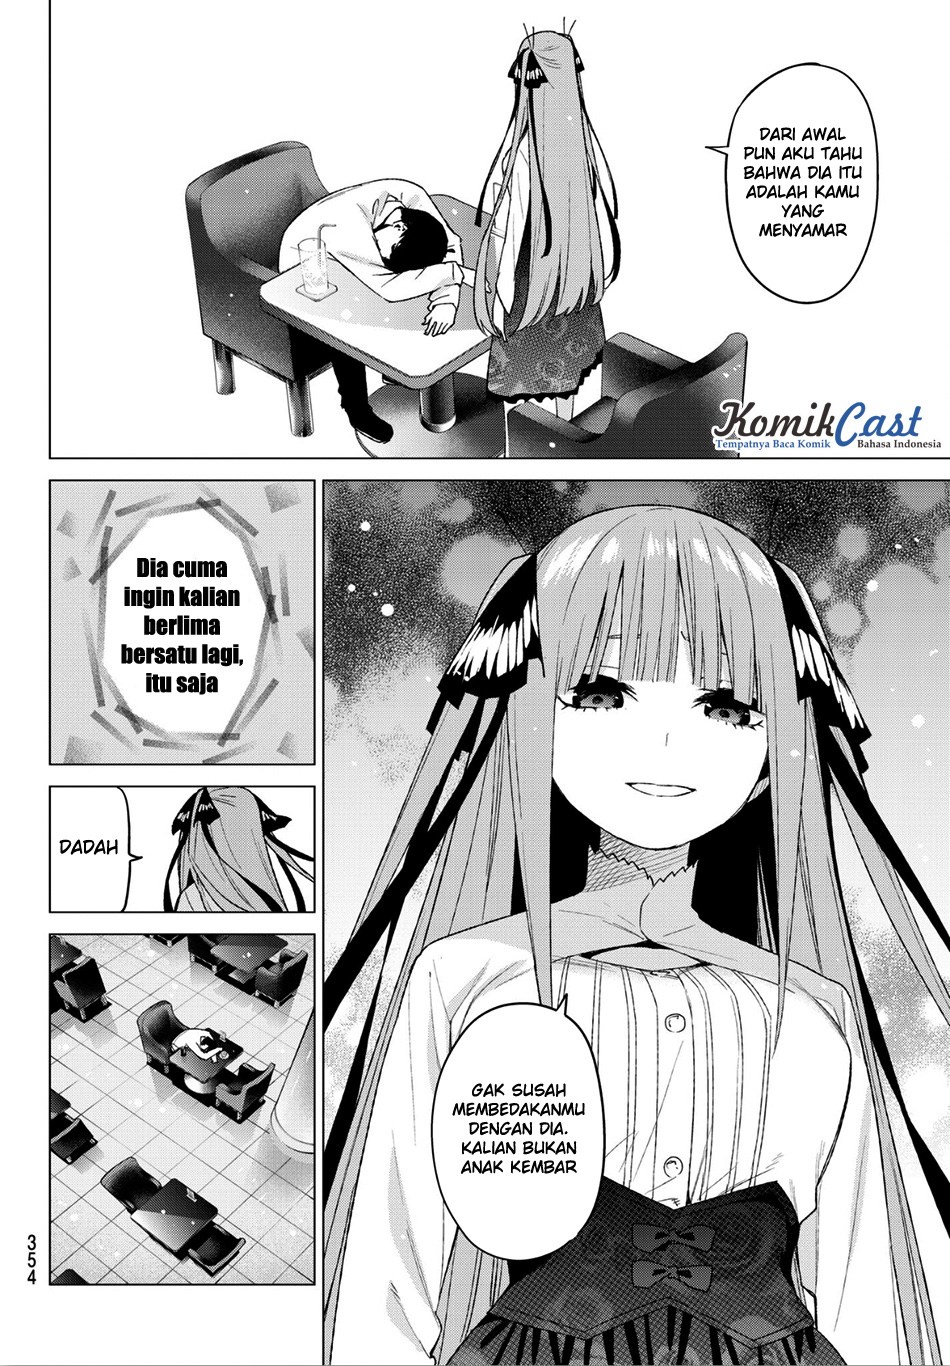 DARI AWAL
PUN AKU TAHU
BAHWA DIA ITU
ADALAH KAMU
YANG
MENYAMAR
KomikCast
Tempatnya Baca Komik Bahasa Indonesia
Dia cuma
ingin kalian
berlima
bersatu lagi,
itu saja
DADAH
GAK SUSAH
MEMBEDAKANMU
DENGAN DIA.
KALIAN BUKAN
ANAK KEMBAR
354